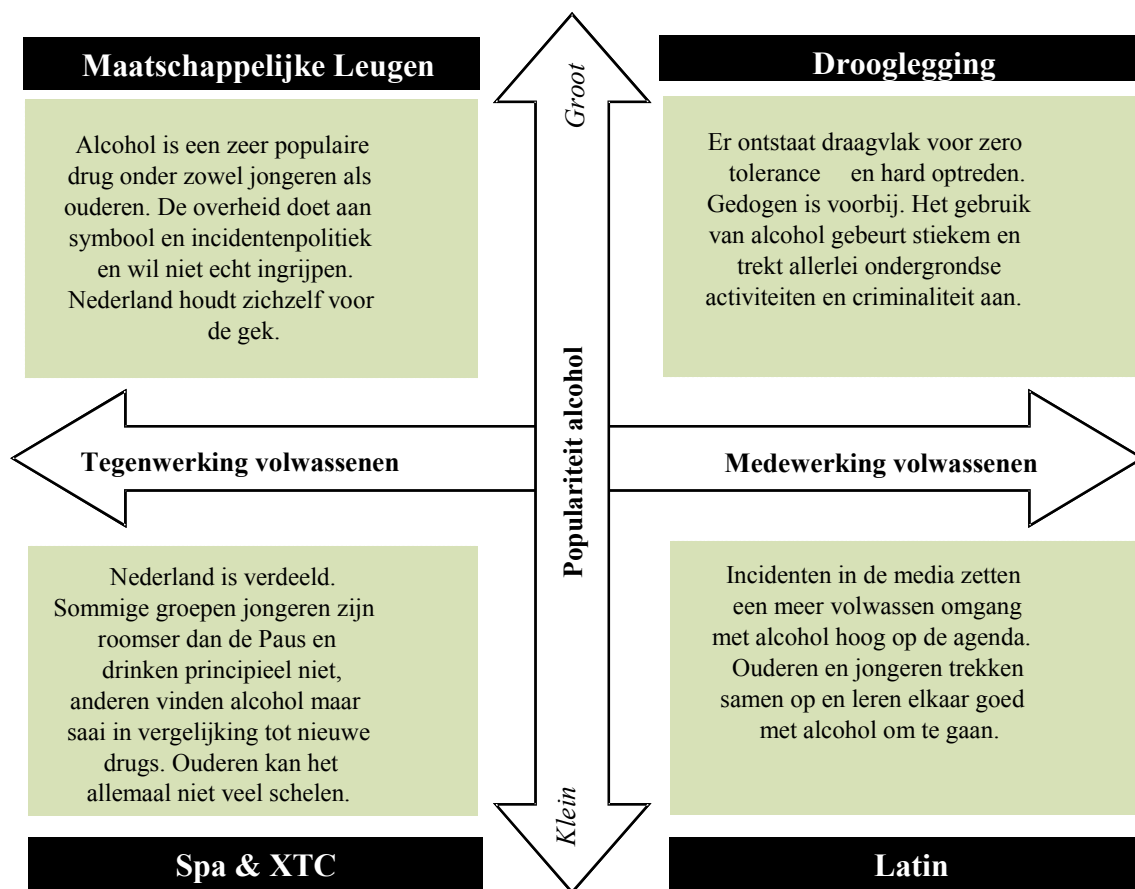 Maatschappelijke Leugen
Alcohol is een zeer populaire
drug onder zowel jongeren als
ouderen. De overheid doet aan
symbool en incidentenpolitiek
en wil niet echt ingrijpen.
Nederland houdt zichzelf voor
de gek.
Groot
Drooglegging
Er ontstaat draagvlak voor zero
tolerance en hard optreden.
Gedogen is voorbij. Het gebruik
van alcohol gebeurt stiekem en
trekt allerlei ondergrondse
activiteiten en criminaliteit aan.
Tegenwerking volwassenen
Populariteit alcohol
Medewerking volwassenen
Nederland is verdeeld.
Sommige groepen jongeren zijn
roomser dan de Paus en
drinken principieel niet,
anderen vinden alcohol maar
saai in vergelijking tot nieuwe
drugs. Ouderen kan het
allemaal niet veel schelen.
Spa & XTC
Klein
Incidenten in de media zetten
een meer volwassen omgang
met alcohol hoog op de agenda.
Ouderen en jongeren trekken
samen op en leren elkaar goed
met alcohol om te gaan.
Latin